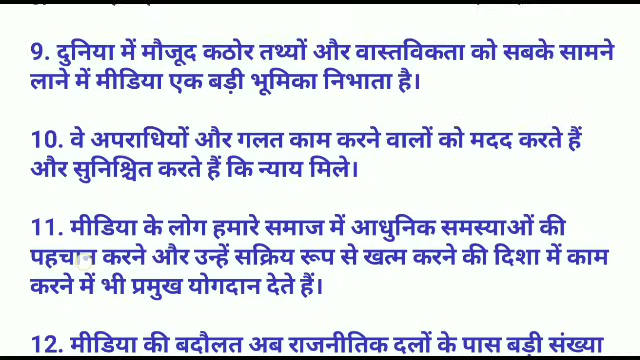 9. दुनिया में मौजूद कठोर तथ्यों और वास्तविकता को सबके सामने
लाने में मीडिया एक बड़ी भूमिका निभाता है।
10. वे अपराधियों और गलत काम करने वालों को मदद करते हैं
और सुनिश्चित करते हैं कि न्याय मिले।
11. मीडिया के लोग हमारे समाज में आधुनिक समस्याओं की
पहचान करने और उन्हें सक्रिय रूप से खत्म करने की दिशा में काम
करने में भी प्रमुख योगदान देते हैं।
12. मीडिया की बदौलत अब राजनीतिक दलों के पास बड़ी संख्या